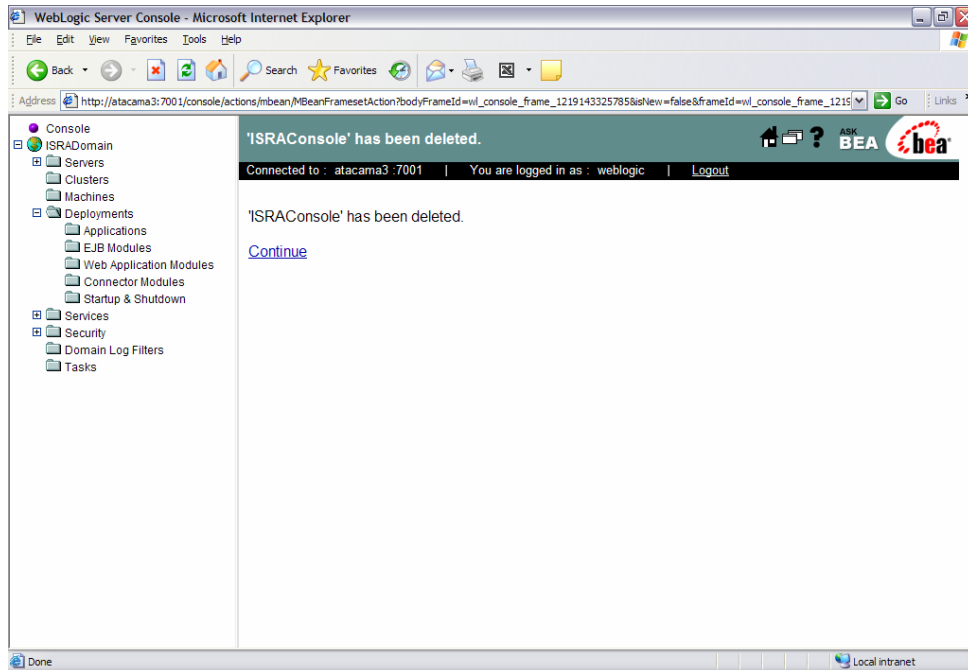 WebLogic Server Console - Microsoft Internet Explorer
File Edit View Favorites Tools Help
Back Search Favorites
Address http://atacama3:7001/console/actions/mbean/MBeanFramesetAction?bodyFrameId=wl_console_frame_1219143325785&isNew=false&frameId=wl_console_frame_1219 Go Links
Console
ISRADomain
Servers
Clusters
Machines
Deployments
Applications
EJB Modules
Web Application Modules
Connector Modules
Startup & Shutdown
Services
Security
Domain Log Filters
Tasks
'ISRAConsole' has been deleted. ? ASK BEA bea
Connected to : atacama3 :7001 | You are logged in as : weblogic | Logout
'ISRAConsole' has been deleted.
Continue
Done Local intranet